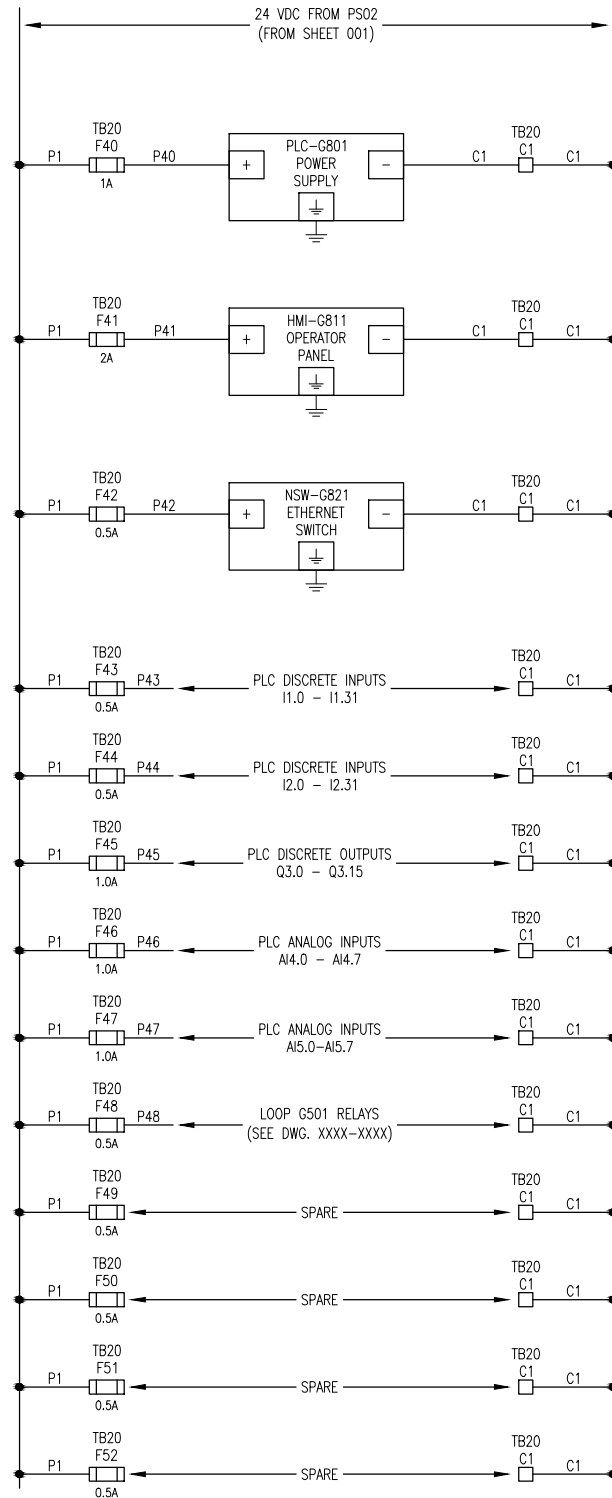 24 VDC FROM PS02
(FROM SHEET 001)
TB20
F40
P1
P40
1A
PLC-G801
POWER
SUPPLY
+
-
C1
TB20
C1
C1
TB20
F41
P1
P41
2A
HMI-G811
OPERATOR
PANEL
+
-
C1
TB20
C1
C1
TB20
F42
P1
P42
0.5A
NSW-G821
ETHERNET
SWITCH
+
-
C1
TB20
C1
C1
TB20
F43
P1
P43
0.5A
PLC DISCRETE INPUTS
I1.0 - I1.31
TB20
C1
C1
TB20
F44
P1
P44
0.5A
PLC DISCRETE INPUTS
I2.0 - I2.31
TB20
C1
C1
TB20
F45
P1
P45
1.0A
PLC DISCRETE OUTPUTS
Q3.0 - Q3.15
TB20
C1
C1
TB20
F46
P1
P46
1.0A
PLC ANALOG INPUTS
AI4.0 - AI4.7
TB20
C1
C1
TB20
F47
P1
P47
1.0A
PLC ANALOG INPUTS
AI5.0-AI5.7
TB20
C1
C1
TB20
F48
P1
P48
0.5A
LOOP G501 RELAYS
(SEE DWG. XXXX-XXXX)
TB20
C1
C1
TB20
F49
P1
0.5A
SPARE
TB20
C1
C1
TB20
F50
P1
0.5A
SPARE
TB20
C1
C1
TB20
F51
P1
0.5A
SPARE
TB20
C1
C1
TB20
F52
P1
0.5A
SPARE
TB20
C1
C1